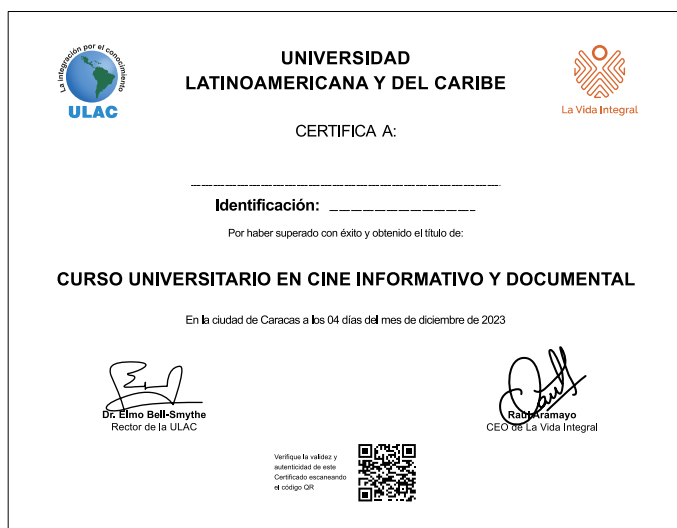 La integración por el conocimiento
ULAC
UNIVERSIDAD
LATINOAMERICANA Y DEL CARIBE
La Vida Integral
CERTIFICA A:
Identificación:
Por haber superado con éxito y obtenido el título de:
CURSO UNIVERSITARIO EN CINE INFORMATIVO Y DOCUMENTAL
En la ciudad de Caracas a los 04 días del mes de diciembre de 2023
Dr. Elmo Bell-Smythe
Rector de la ULAC
Raúl Aramayo
CEO de La Vida Integral
Verifique la validez y
autenticidad de este
Certificado escaneando
el código QR